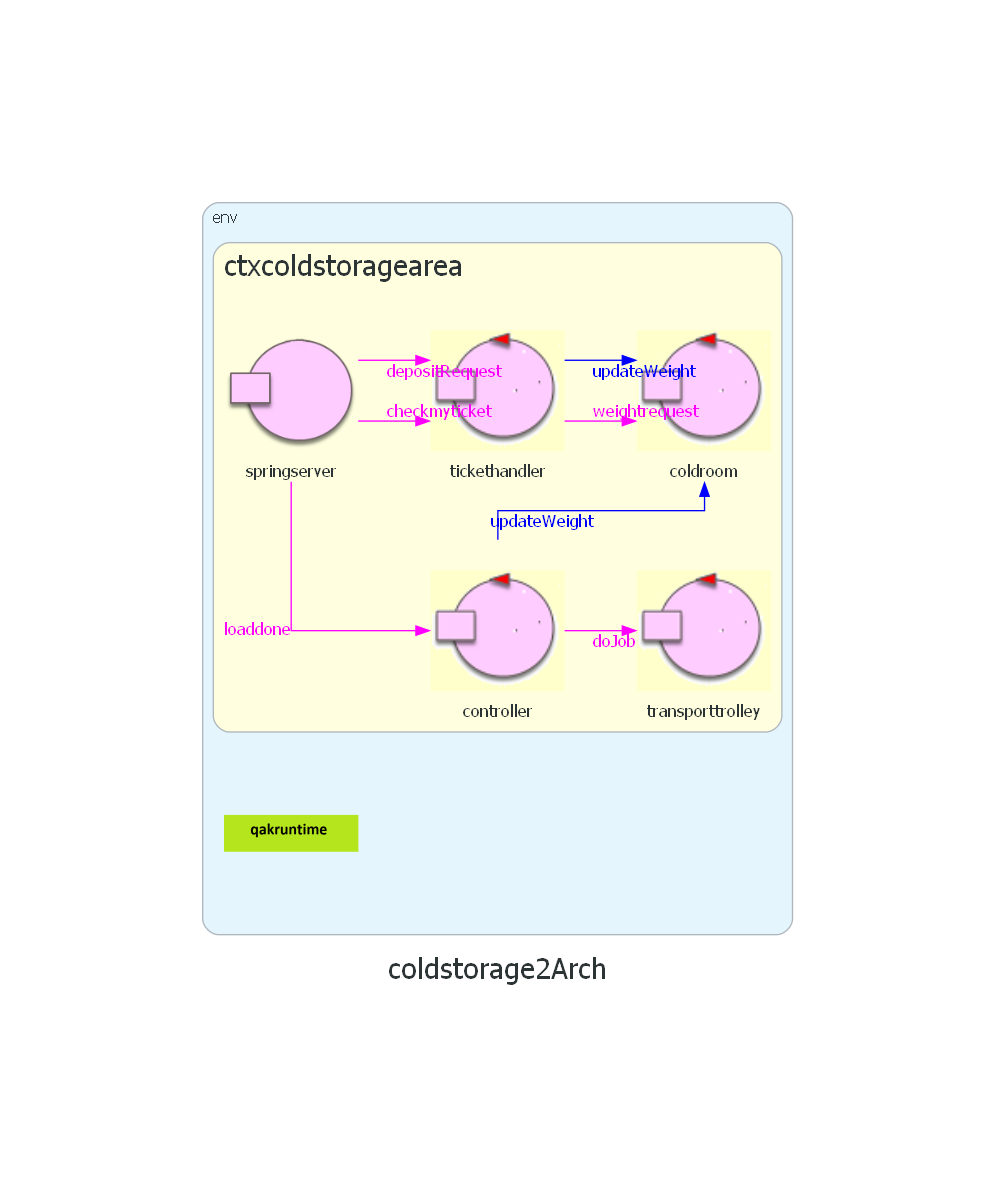 env
ctxcoldstoragearea
depositRequest
updateWeight
checkmyticket
weightrequest
springserver
tickethandler
coldroom
updateWeight
loaddone
doJob
controller
transporttrolley
qakruntime
coldstorage2Arch